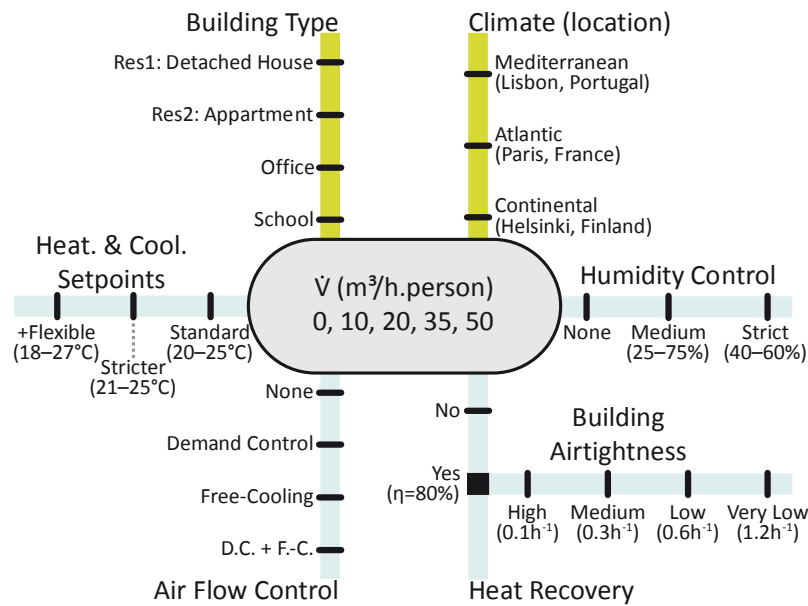 Building Type
Climate (location)
Res1: Detached House
Res2: Appartment
Office
School
Mediterranean
(Lisbon, Portugal)
Atlantic
(Paris, France)
Continental
(Helsinki, Finland)
Heat. & Cool.
Setpoints
+Flexible
(18–27°C)
Stricter
(21–25°C)
Standard
(20–25°C)
V̇ (m³/h.person)
0, 10, 20, 35, 50
Humidity Control
None
Medium
(25–75%)
Strict
(40–60%)
None
Demand Control
Free-Cooling
D.C. + F.-C.
Air Flow Control
No
Yes
(η=80%)
Building
Airtightness
High
(0.1h⁻¹)
Medium
(0.3h⁻¹)
Low
(0.6h⁻¹)
Very Low
(1.2h⁻¹)
Heat Recovery